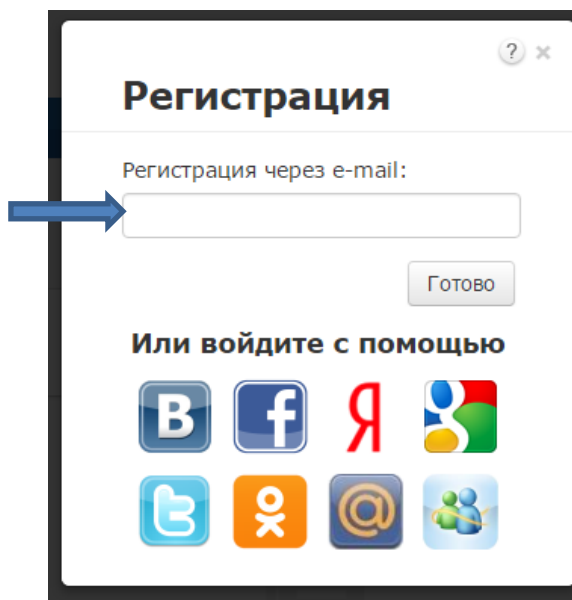 ?
Регистрация
Регистрация через e-mail:
Готово
Или войдите с помощью
В f Я g
t @